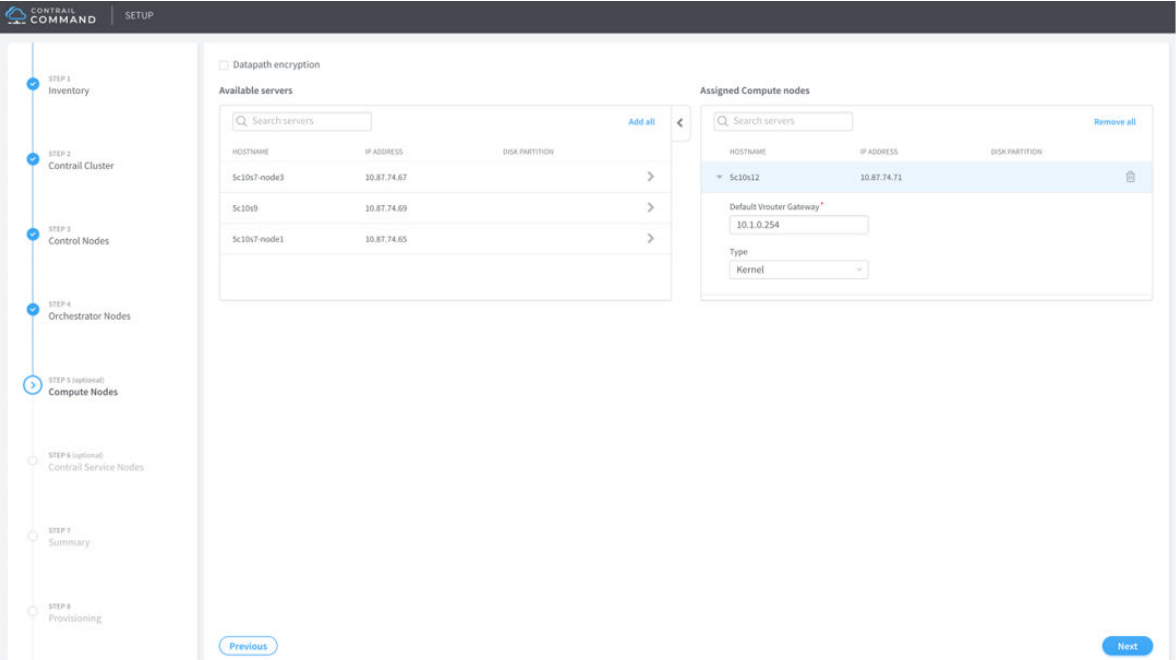 CONTRAIL
COMMAND
SETUP
STEP 1
Inventory
STEP 2
Contrail Cluster
STEP 3
Control Nodes
STEP 4
Orchestrator Nodes
STEP 5 (optional)
Compute Nodes
STEP 6 (optional)
Contrail Service Nodes
STEP 7
Summary
STEP 8
Provisioning
Datapath encryption
Available servers
Search servers
Add all
HOSTNAME IP ADDRESS DISK PARTITION
5c10s7-node3 10.87.74.67
5c10s9 10.87.74.69
5c10s7-node1 10.87.74.65
Assigned Compute nodes
Search servers
Remove all
HOSTNAME IP ADDRESS DISK PARTITION
5c10s12 10.87.74.71
Default Vrouter Gateway*
10.1.0.254
Type
Kernel
Previous
Next